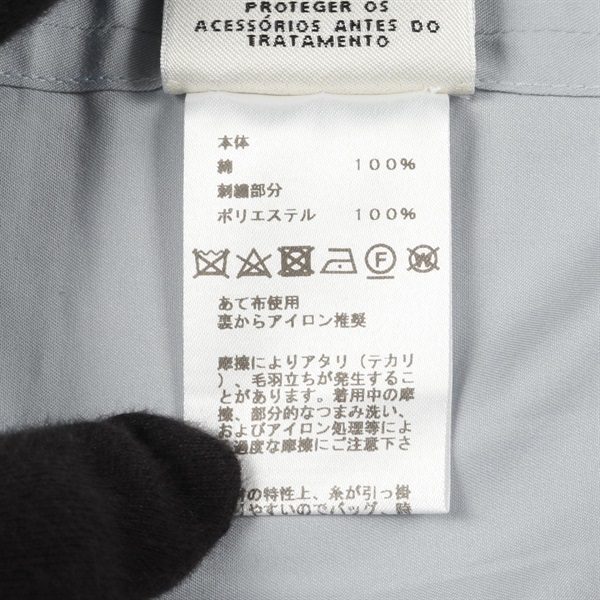 PROTEGER OS
ACESSÓRIOS ANTES DO
TRATAMENTO
本体
綿 100%
刺繍部分
ポリエステル 100%
F W
あて布使用
裏からアイロン推奨
摩擦によりアタリ（テカリ
）、毛羽立ちが発生するこ
とがあります。着用中の摩
擦、部分的なつまみ洗い、
およびアイロン処理等によ
過度な摩擦にご注意下さ
の特性上、糸が引っ掛
やすいのでバッグ、時